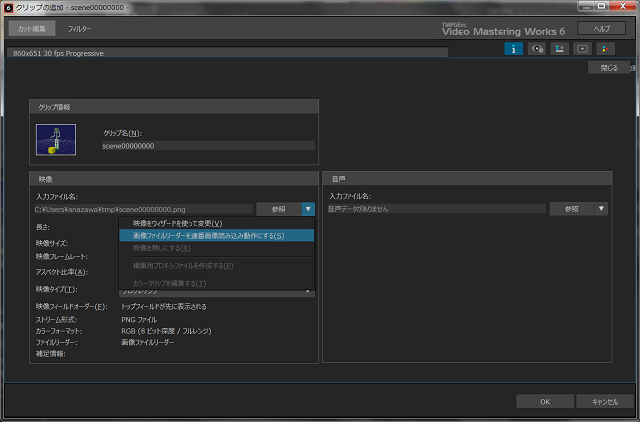 クリップの追加 - scene00000000
カット編集
フィルター
TMPGEnc
Video Mastering Works 6
ヘルプ
860x651 30 fps Progressive
閉じる
クリップ情報
クリップ名(N):
scene00000000
映像
入力ファイル名:
C:¥Users¥anazawa¥tmp¥scene00000000.png
参照
長さ:
映像をウィザードを使って変更(V)
画像ファイルリーダーを連番画像読み込み動作にする(S)
映像サイズ:
映像を無しにする(R)
映像フレームレート:
編集用プロキシファイルを作成する(P)
アスペクト比率(A):
カラークリップを編集する(T)
映像タイプ(T):
プログレッシブ
映像フィールドオーダー(E):
トップフィールドが先に表示される
ストリーム形式:
PNG ファイル
カラーフォーマット:
RGB (8 ビット深度 / フルレンジ)
ファイルリーダー:
画像ファイルリーダー
補足情報:
音声
入力ファイル名:
音声データがありません
参照
OK
キャンセル